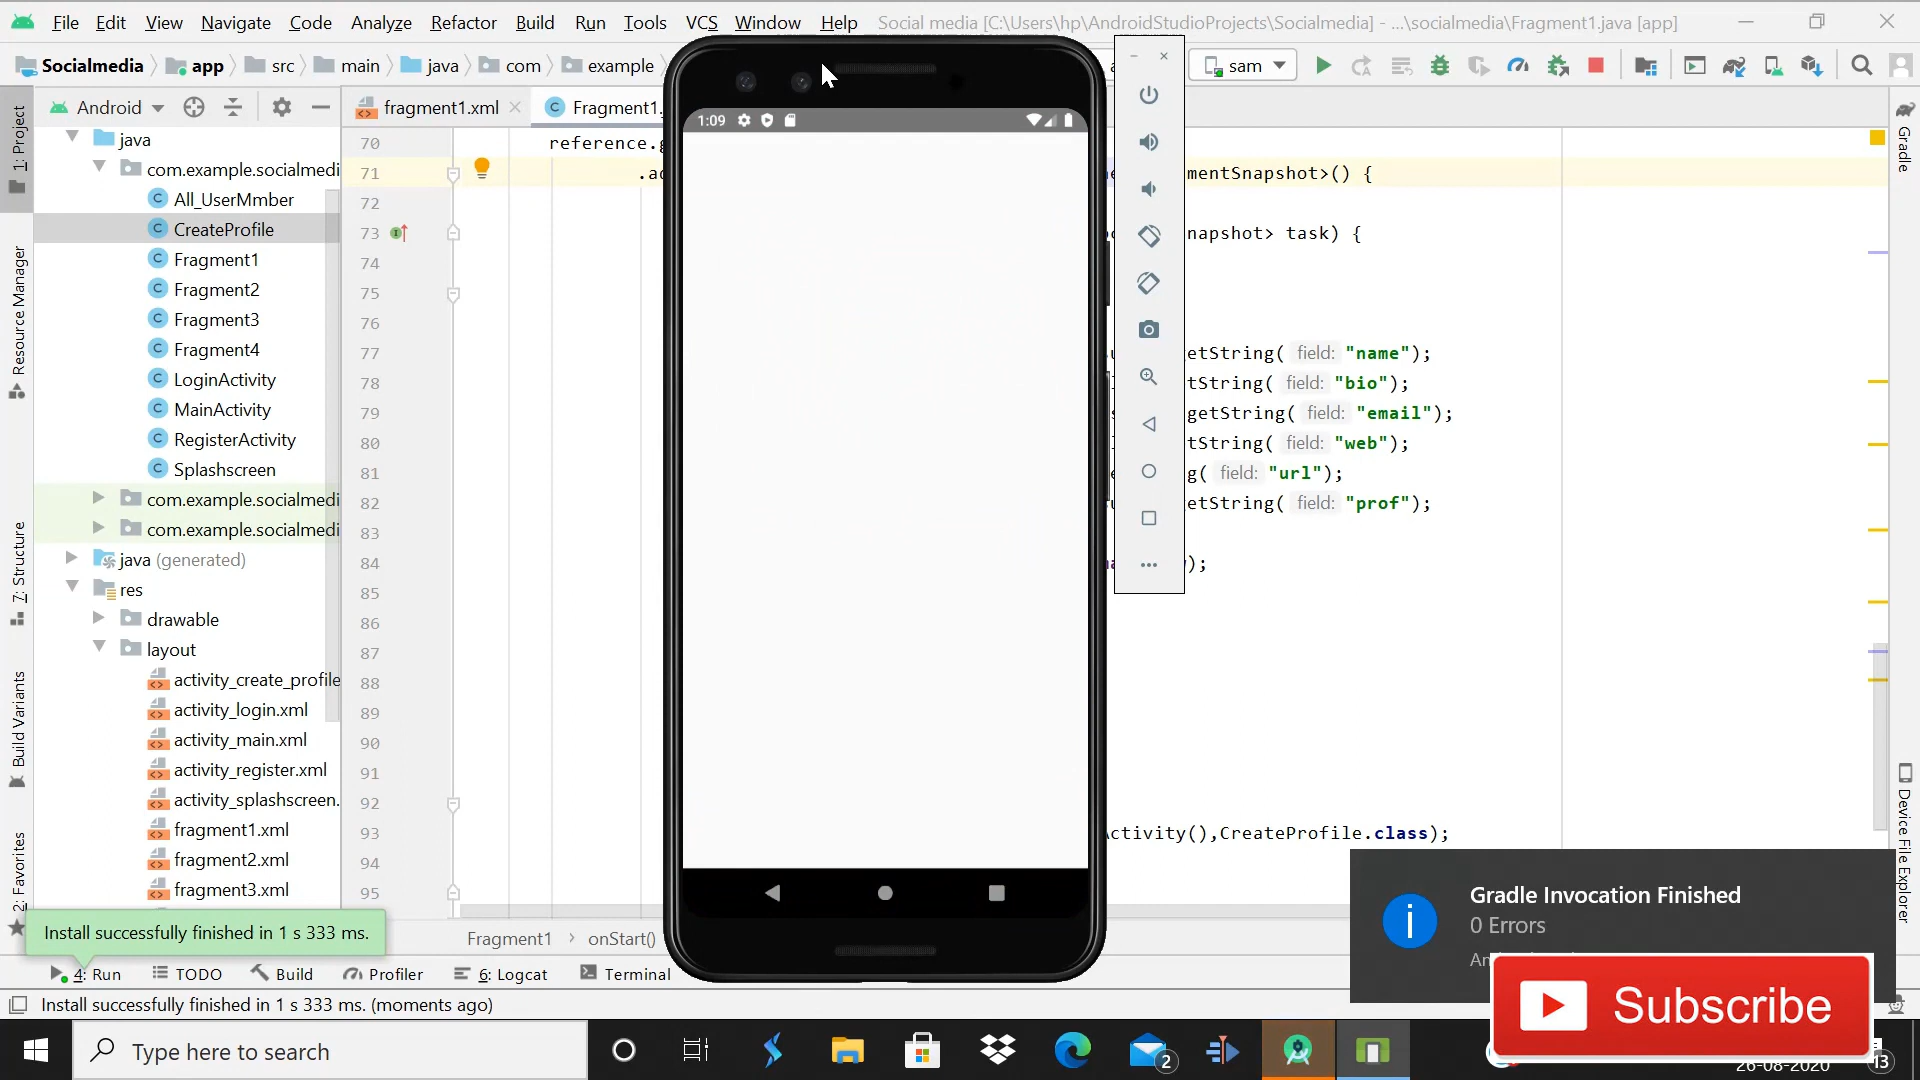 File Edit View Navigate Code Analyze Refactor Build Run Tools VCS Window Help Social media [C:\Users\hp\AndroidStudioProjects\Socialmedia] - ...\socialmedia\Fragment1.java [app]
Socialmedia app src main java com example sam
Android fragment1.xml Fragment1.
1: Project
Resource Manager
7: Structure
Build Variants
2: Favorites
java
com.example.socialmedi
All_UserMmber
CreateProfile
Fragment1
Fragment2
Fragment3
Fragment4
LoginActivity
MainActivity
RegisterActivity
Splashscreen
com.example.socialmedi
com.example.socialmedi
java (generated)
res
drawable
layout
activity_create_profile
activity_login.xml
activity_main.xml
activity_register.xml
activity_splashscreen.
fragment1.xml
fragment2.xml
fragment3.xml
70 reference.g
71 .ad mentSnapshot>() {
72
73 napshot> task) {
74
75
76
77 etString( field: "name");
78 tString( field: "bio");
79 getString( field: "email");
80 tString( field: "web");
81 g( field: "url");
82 etString( field: "prof");
83
84 );
85
86
87
88
89
90
91
92
93 ctivity(),CreateProfile.class);
94
95
1:09
Gradle
Device File Explorer
Fragment1 onStart()
Install successfully finished in 1 s 333 ms.
Gradle Invocation Finished
0 Errors
Subscribe
4: Run TODO Build Profiler 6: Logcat Terminal
Install successfully finished in 1 s 333 ms. (moments ago)
Type here to search
2
26-08-2020
13